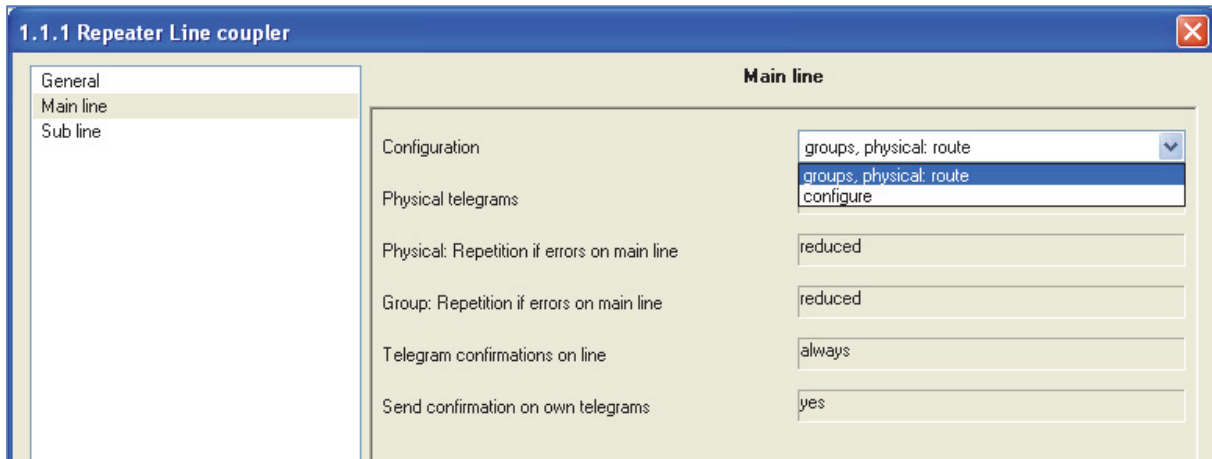 1.1.1 Repeater Line coupler
General
Main line
Sub line
Main line
Configuration
groups, physical: route
groups, physical: route
configure
Physical telegrams
Physical: Repetition if errors on main line
reduced
Group: Repetition if errors on main line
reduced
Telegram confirmations on line
always
Send confirmation on own telegrams
yes